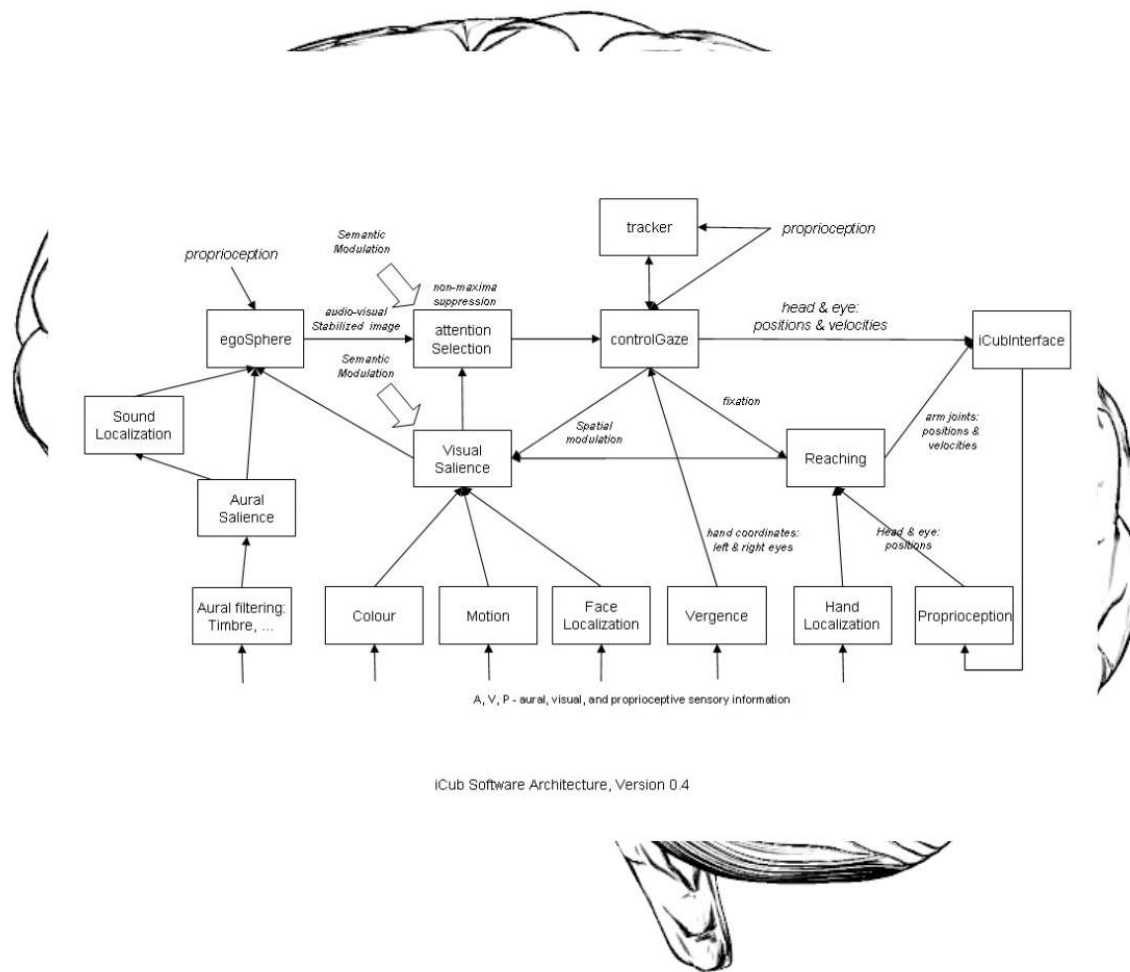 tracker
proprioception
Semantic
Modulation
proprioception
non-maxima
suppression
head & eye:
positions & velocities
audio-visual
Stabilized image
egoSphere
attention
Selection
controlGaze
iCubInterface
Semantic
Modulation
fixation
Sound
Localization
Spatial
modulation
arm joints:
positions &
velocities
Visual
Salience
Reaching
Aural
Salience
hand coordinates:
left & right eyes
Head & eye:
positions
Aural filtering:
Timbre, ...
Colour
Motion
Face
Localization
Vergence
Hand
Localization
Proprioception
A, V, P - aural, visual, and proprioceptive sensory information
iCub Software Architecture, Version 0.4